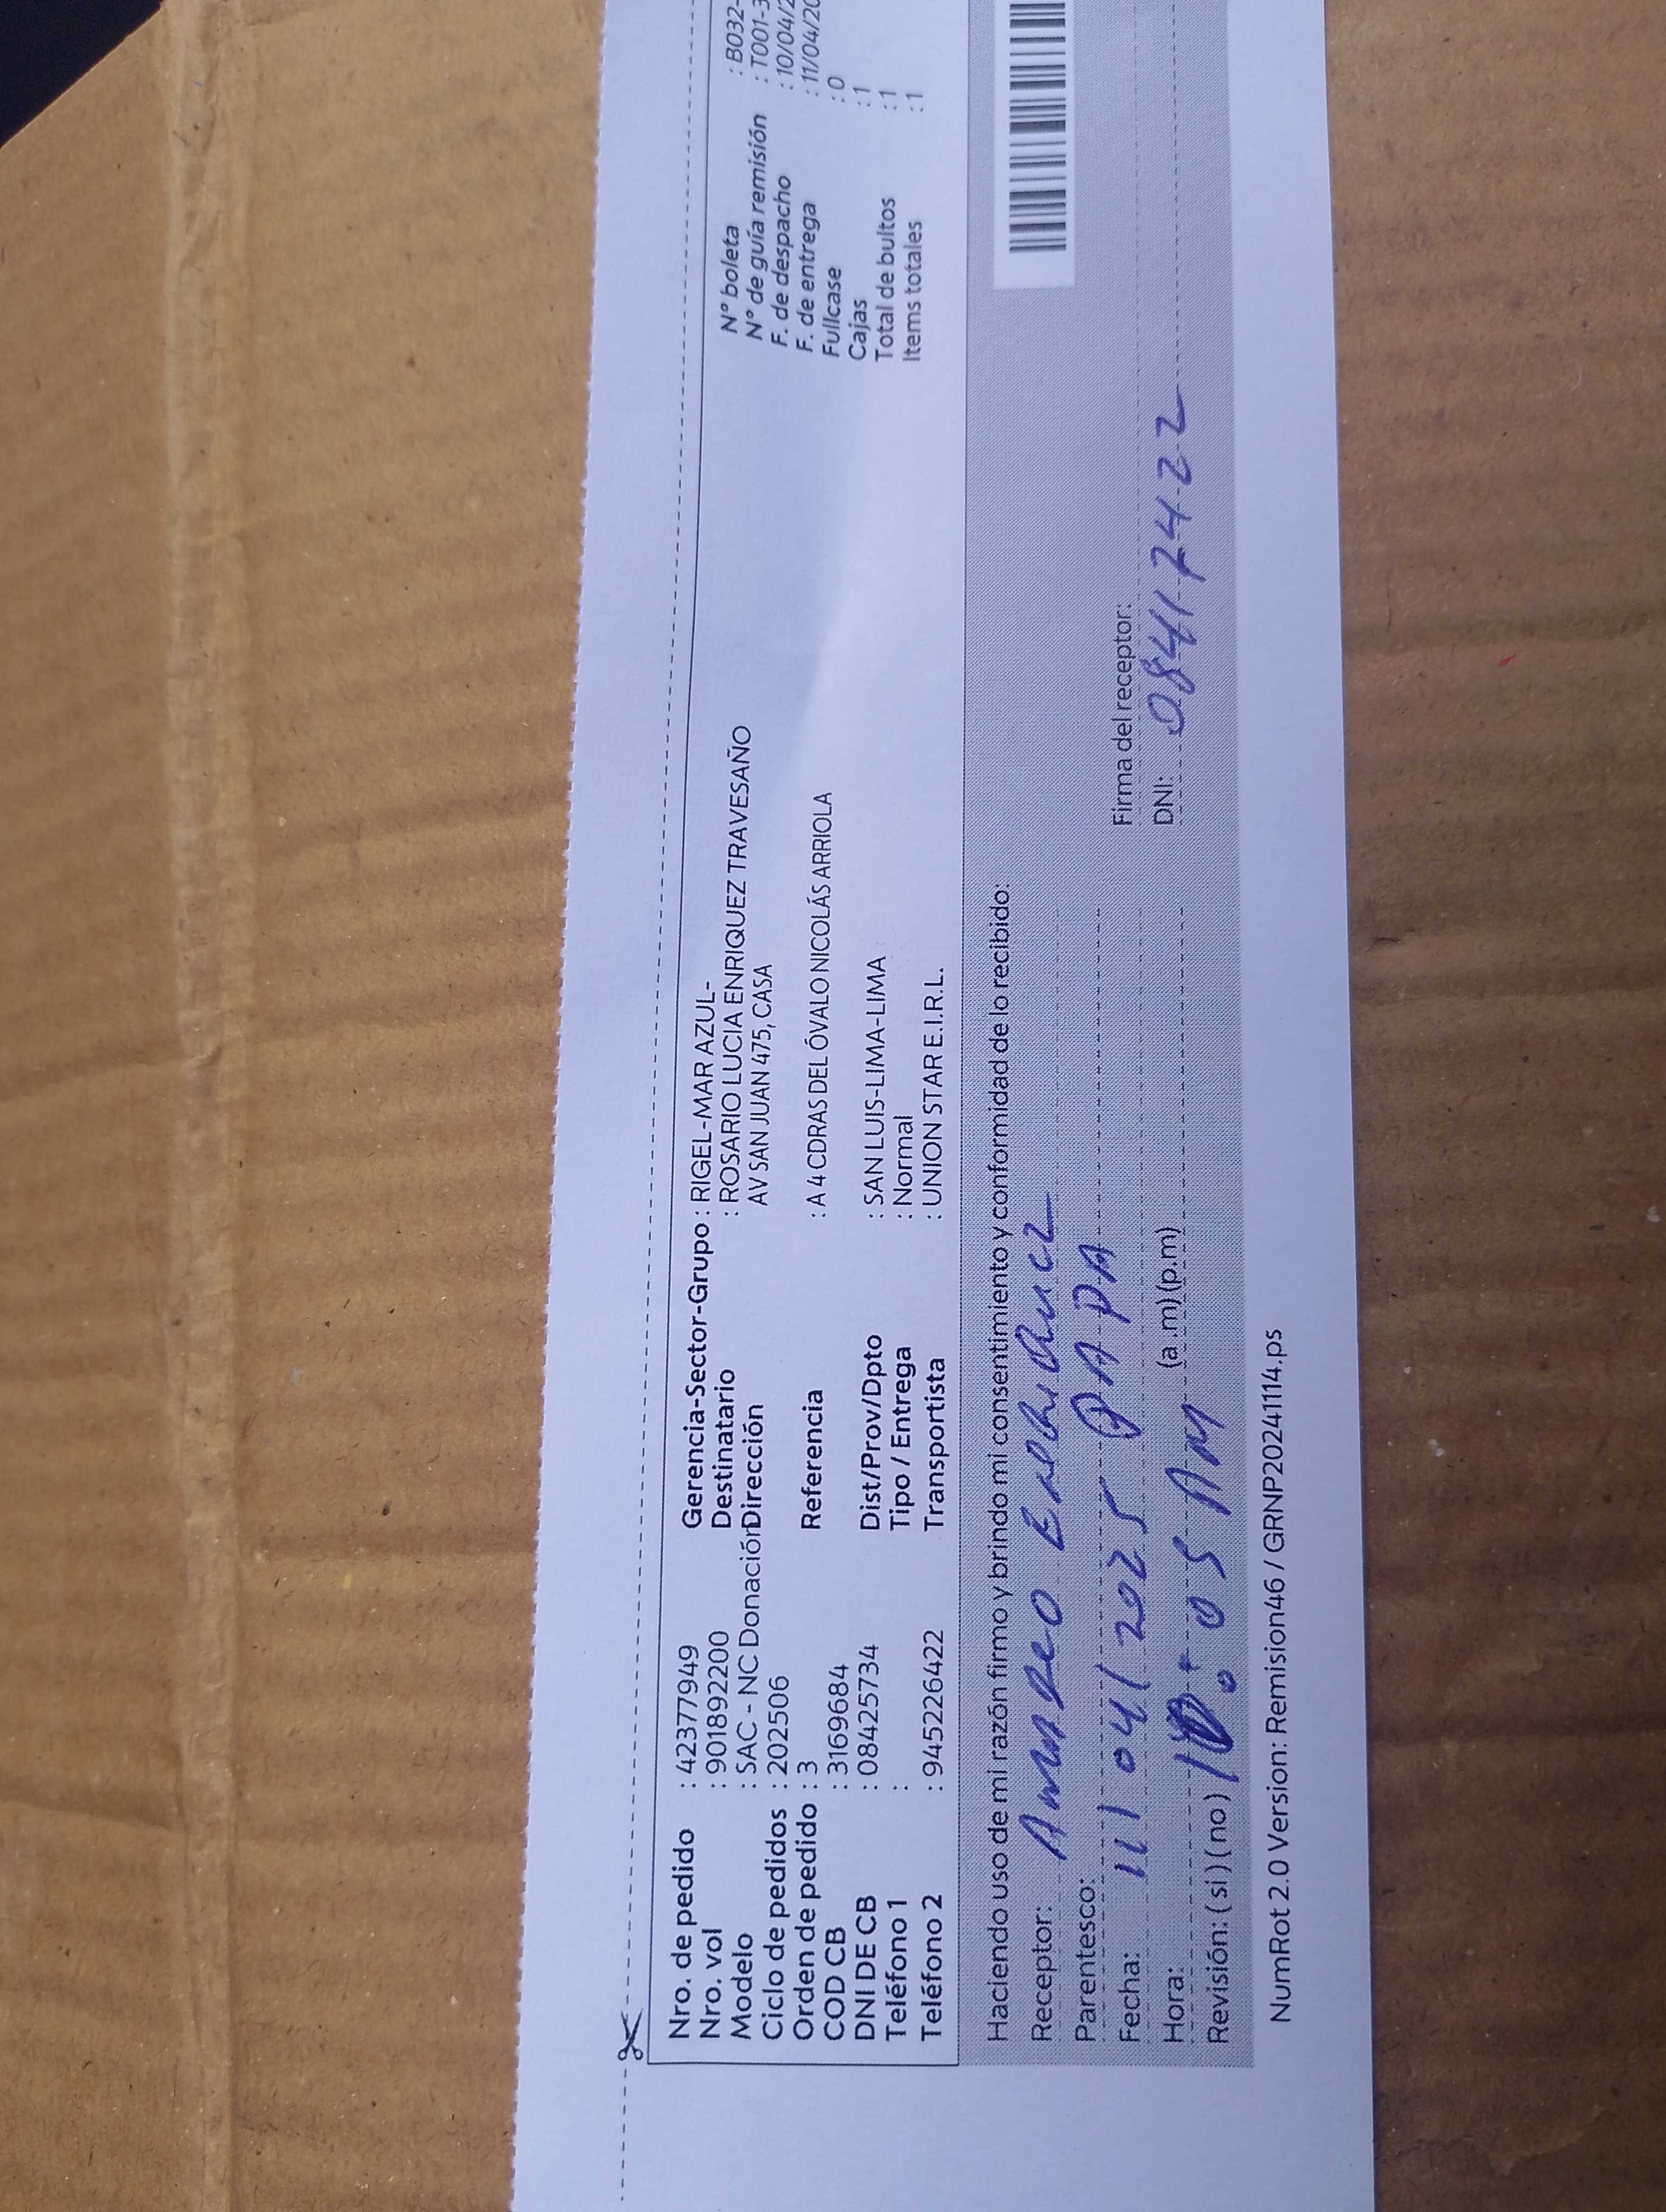 Nro. de pedido : 42377949 Gerencia-Sector-Grupo : RIGEL-MAR AZUL- N° boleta : B032-
Nro. vol : 901892200 Destinatario : ROSARIO LUCIA ENRIQUEZ TRAVESAÑO N° de guía remisión : T001-3
Modelo : SAC - NC Donación Dirección AV SAN JUAN 475, CASA F. de despacho : 10/04/2
Ciclo de pedidos : 202506 F. de entrega : 11/04/20
Orden de pedido : 3 Referencia : A 4 CDRAS DEL ÓVALO NICOLÁS ARRIOLA Fullcase : 0
COD CB : 3169684 Cajas : 1
DNI DE CB : 08425734 Dist/Prov/Dpto : SAN LUIS-LIMA-LIMA Total de bultos : 1
Teléfono 1 : Tipo / Entrega : Normal Items totales : 1
Teléfono 2 : 945226422 Transportista : UNION STAR E.I.R.L.
Haciendo uso de mi razón firmo y brindo mi consentimiento y conformidad de lo recibido:
Receptor:
Parentesco: PAPA
Fecha: 11/04/2025 Firma del receptor:
Hora: 05 AM (a.m) (p.m) DNI: 08417422
Revisión: ( si ) ( no )
NumRot 2.0 Version: Remision46 / GRNP20241114.ps